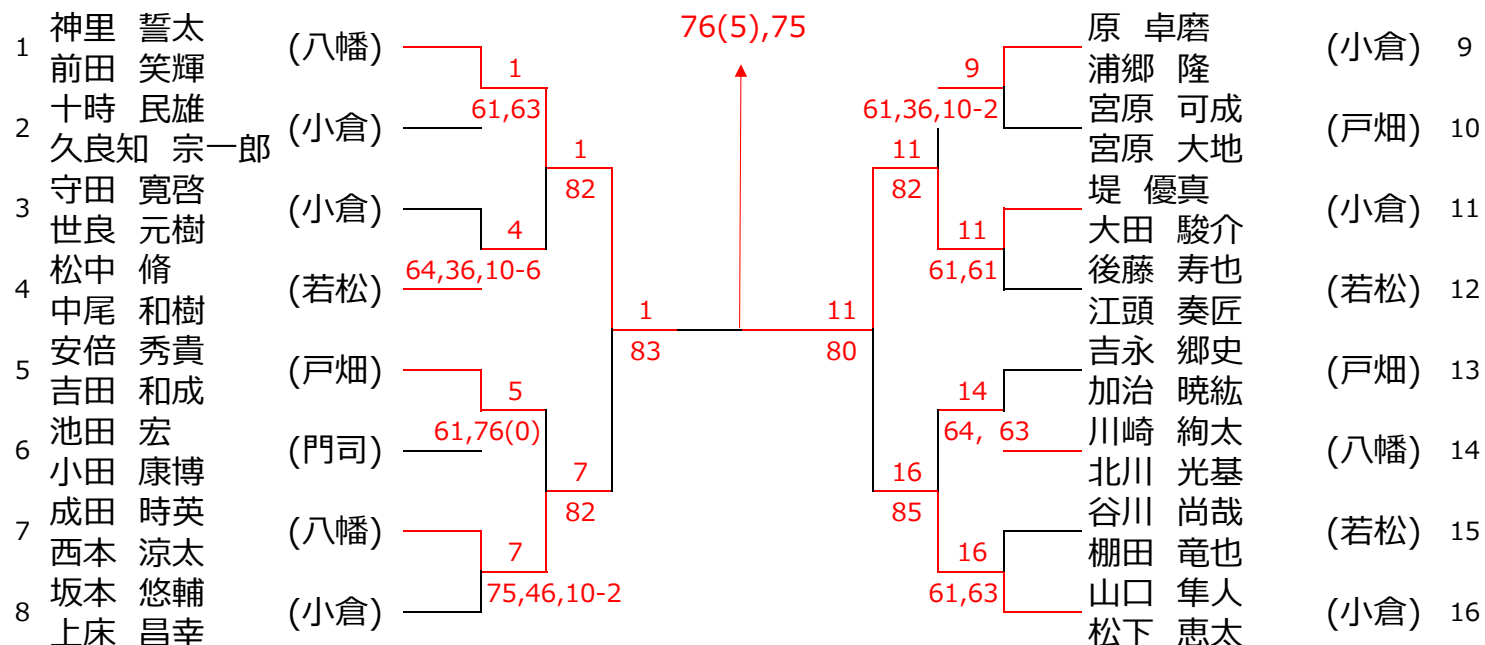 76(5),75
1 神里 誓太 (八幡)
前田 笑輝
2 十時 民雄 (小倉)
久良知 宗一郎
3 守田 寛啓 (小倉)
世良 元樹
4 松中 脩 (若松)
中尾 和樹
5 安倍 秀貴 (戸畑)
吉田 和成
6 池田 宏 (門司)
小田 康博
7 成田 時英 (八幡)
西本 涼太
8 坂本 悠輔 (小倉)
上床 昌幸
1
61,63
4
64,36,10-6
5
61,76(0)
7
75,46,10-2
1
82
7
82
1
83
11
80
11
82
16
85
9
61,36,10-2
11
61,61
14
64, 63
16
61,63
原 卓磨 (小倉) 9
浦郷 隆
宮原 可成 (戸畑) 10
宮原 大地
堤 優真 (小倉) 11
大田 駿介
後藤 寿也 (若松) 12
江頭 奏匠
吉永 郷史 (戸畑) 13
加治 暁紘
川崎 絢太 (八幡) 14
北川 光基
谷川 尚哉 (若松) 15
棚田 竜也
山口 隼人 (小倉) 16
松下 恵太